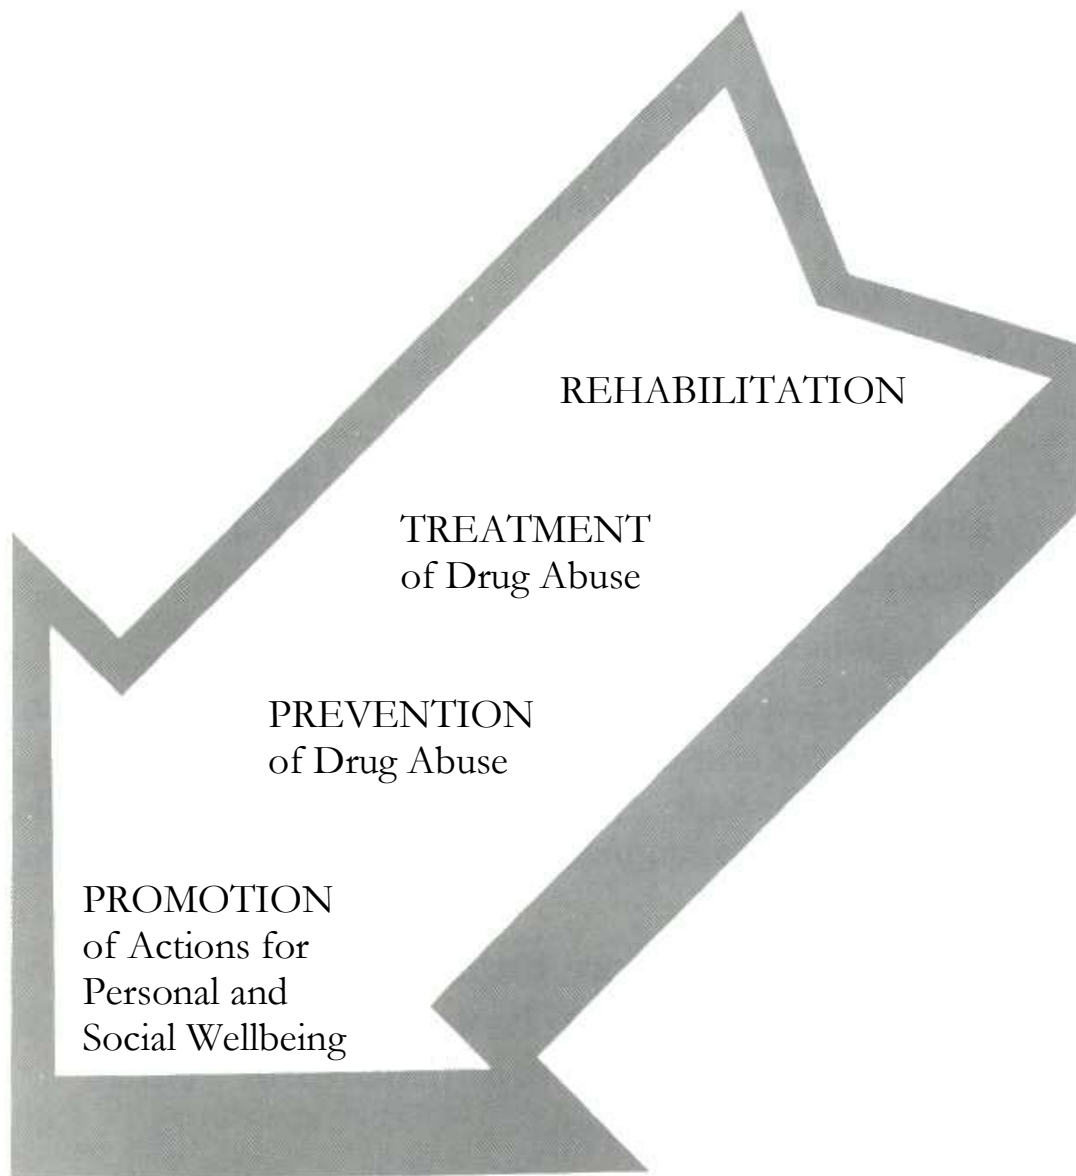 REHABILITATION
TREATMENT
of Drug Abuse
PREVENTION
of Drug Abuse
PROMOTION
of Actions for
Personal and
Social Wellbeing